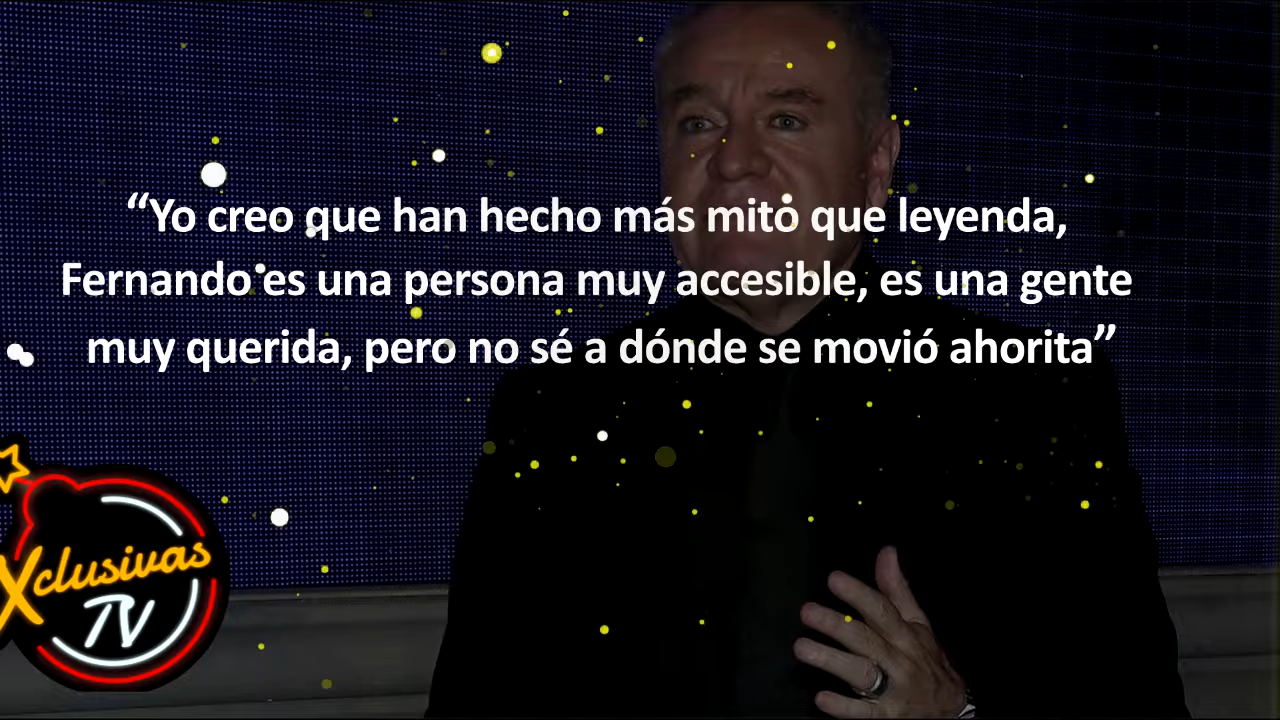 “Yo creo que han hecho más mito que leyenda,
Fernando es una persona muy accesible, es una gente
muy querida, pero no sé a dónde se movió ahorita”
Xclusivas
TV